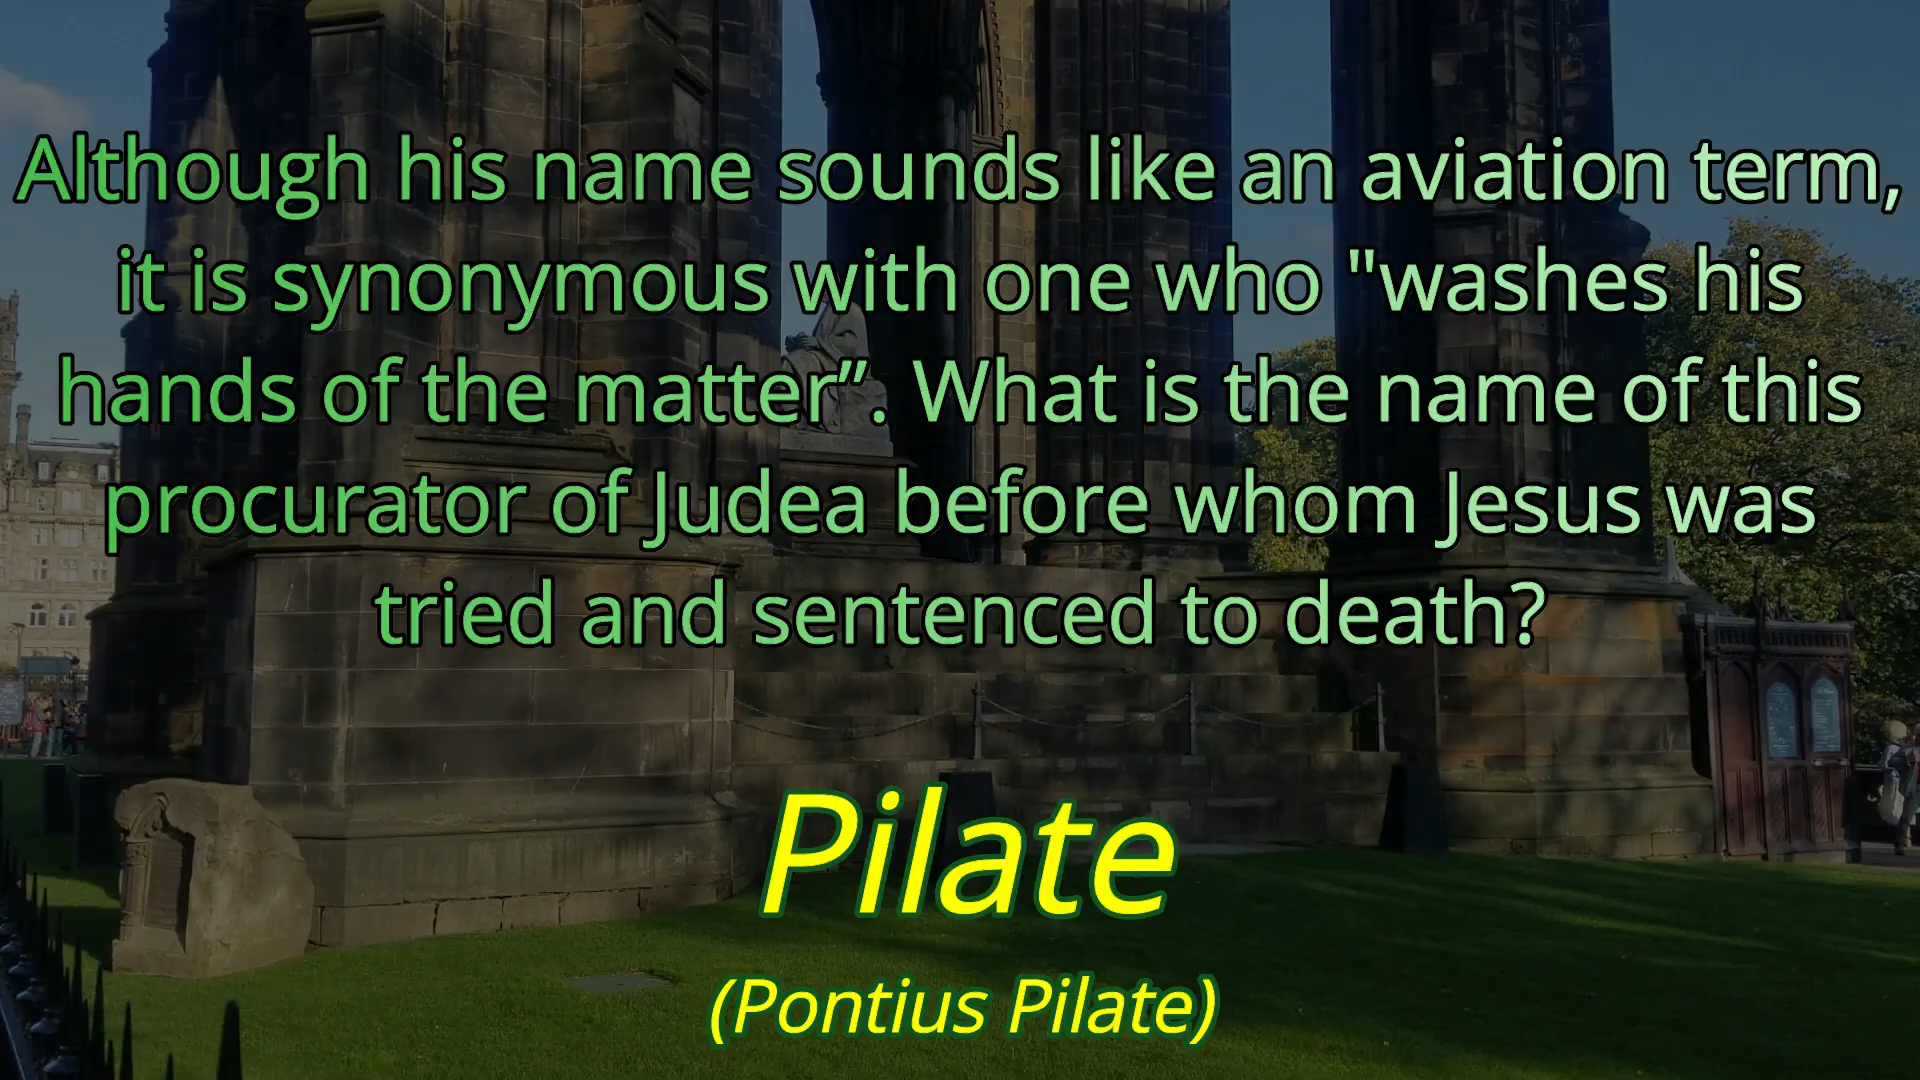 Although his name sounds like an aviation term,
it is synonymous with one who "washes his
hands of the matter”. What is the name of this
procurator of Judea before whom Jesus was
tried and sentenced to death?
Pilate
(Pontius Pilate)